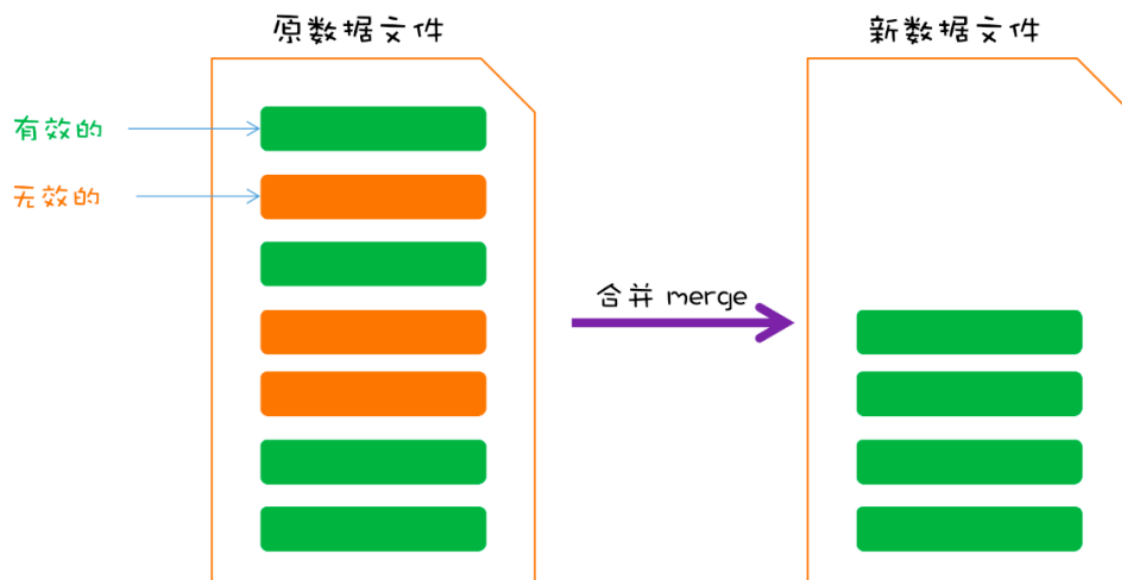 原数据文件
新数据文件
有效的
无效的
合并 merge